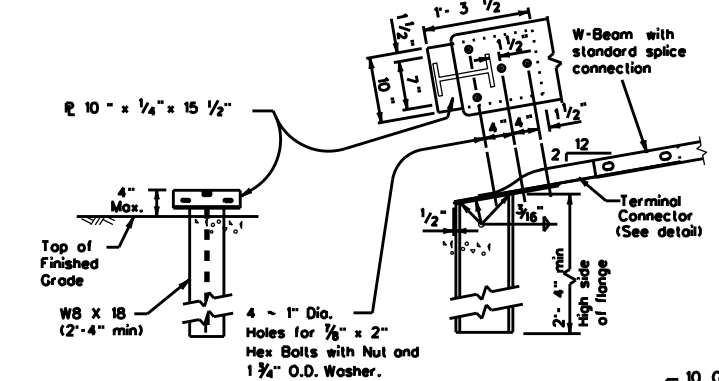 1'- 3 1/2
1 1/2"
10 "
7"
1 1/2"
4 "
4 "
1 1/2"
W-Beam with
standard splice
connection
℄ 10 " x 1/4" x 15 1/2"
2
12
4"
Max.
Top of
Finished
Grade
1/2"
3/16 "
Terminal
Connector
(See detail)
W8 X 18
(2'-4" min)
4 ~ 1" Dia.
Holes for 7/8" x 2"
Hex Bolts with Nut and
1 3/4" O.D. Washer.
2'- 4" min
High side
of flange
10